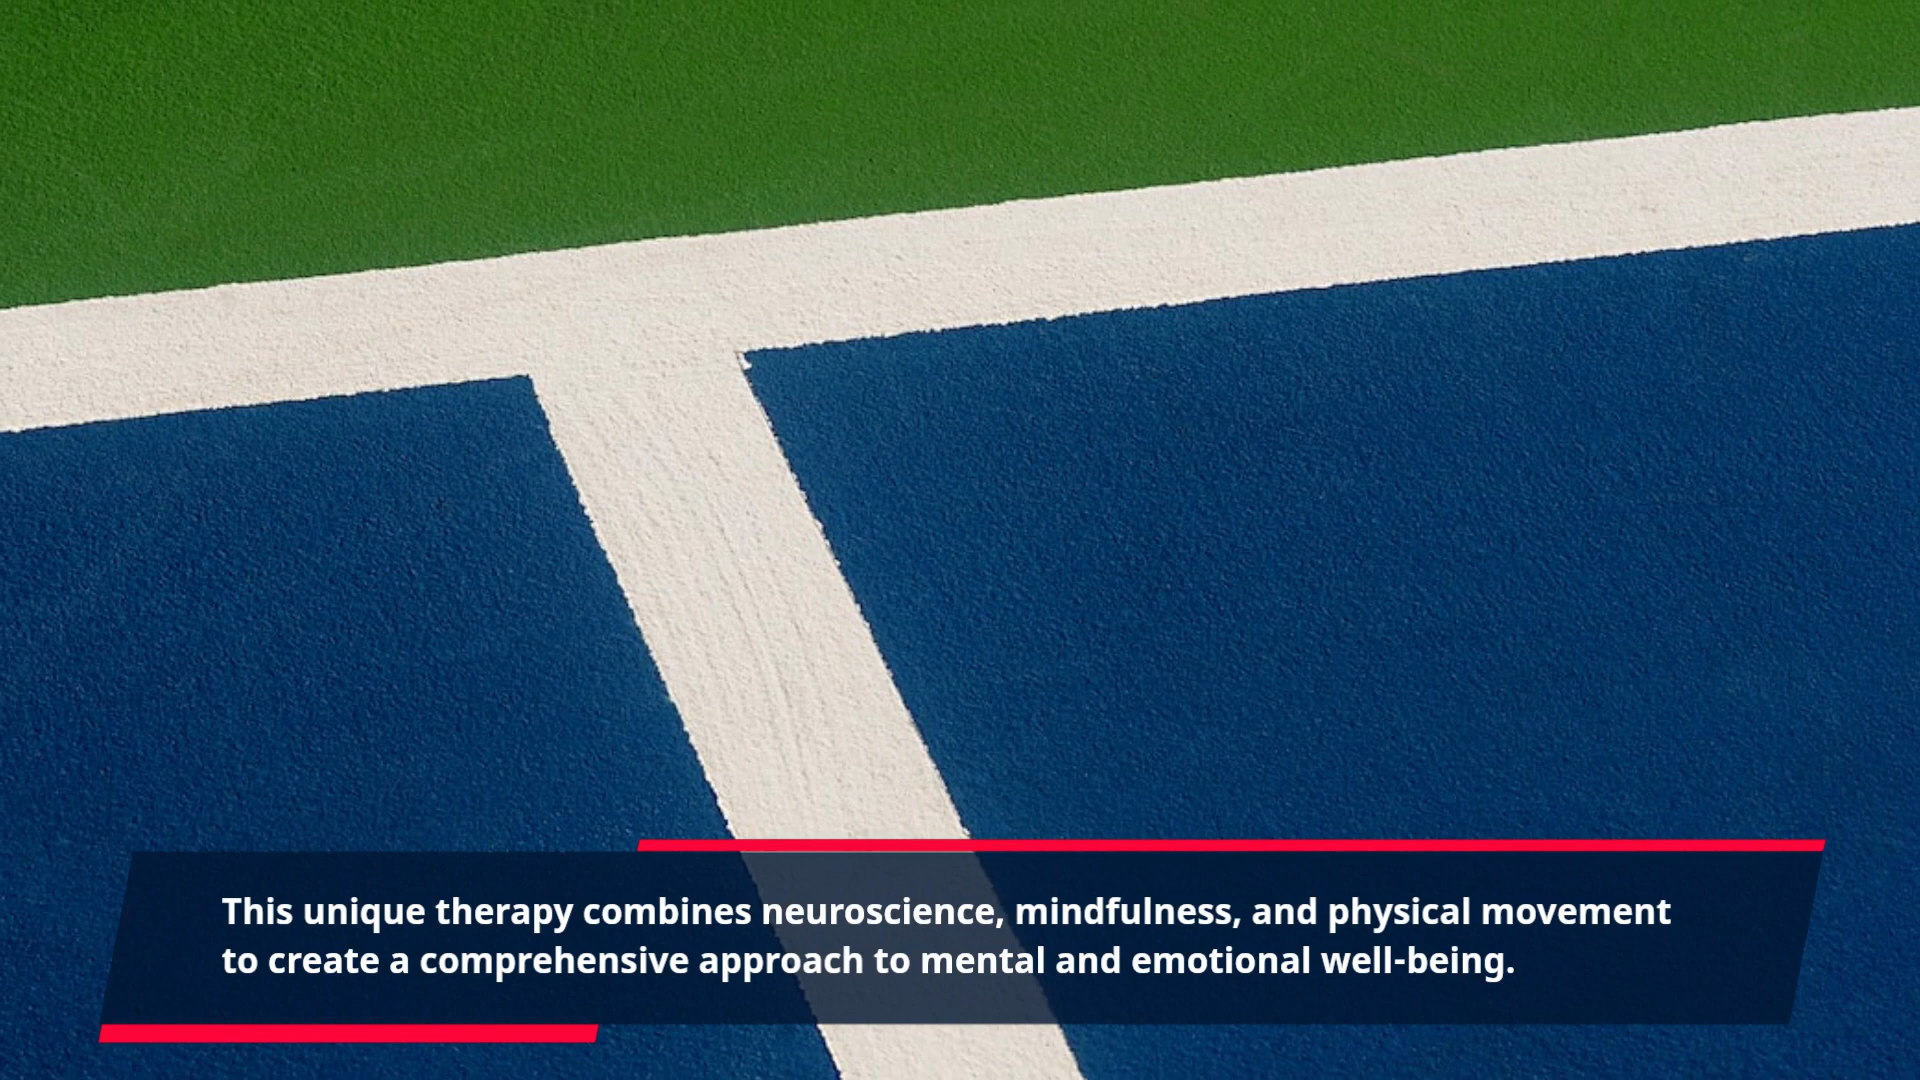 This unique therapy combines neuroscience, mindfulness, and physical movement
to create a comprehensive approach to mental and emotional well-being.